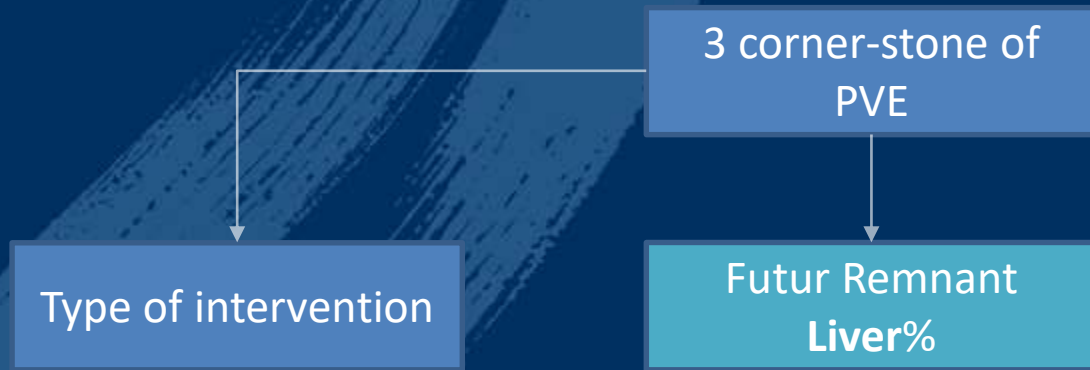 3 corner-stone of
PVE
Type of intervention
Futur Remnant
Liver%